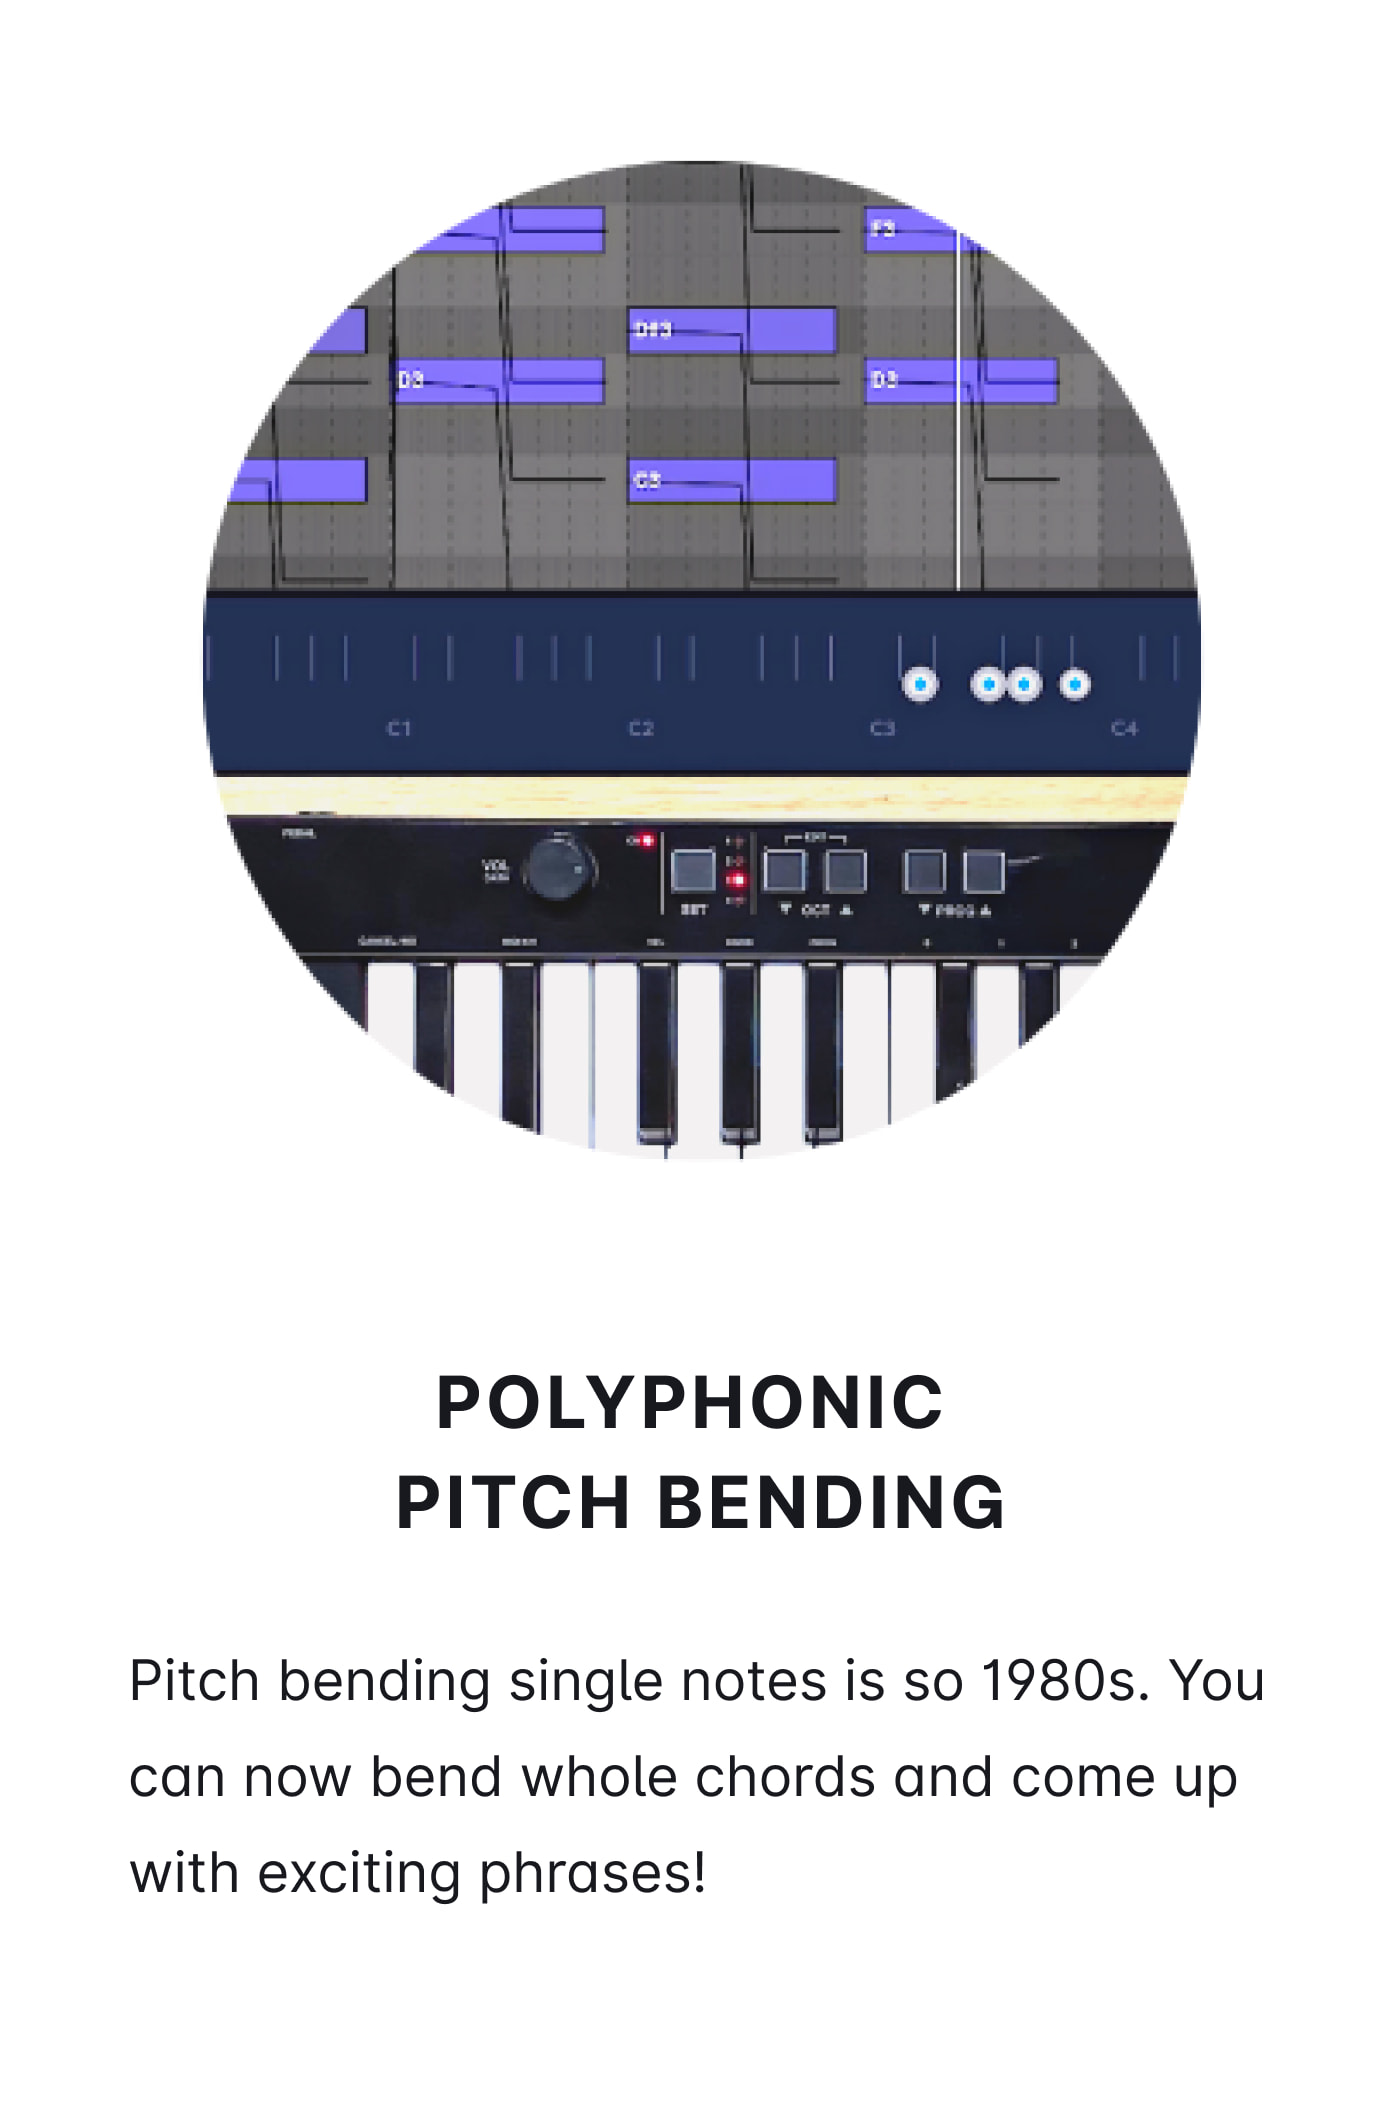 F3
D#3
D3
D3
C3
C1 C2 C3 C4
VOL
SET
OCT
PROG
POLYPHONIC
PITCH BENDING
Pitch bending single notes is so 1980s. You
can now bend whole chords and come up
with exciting phrases!